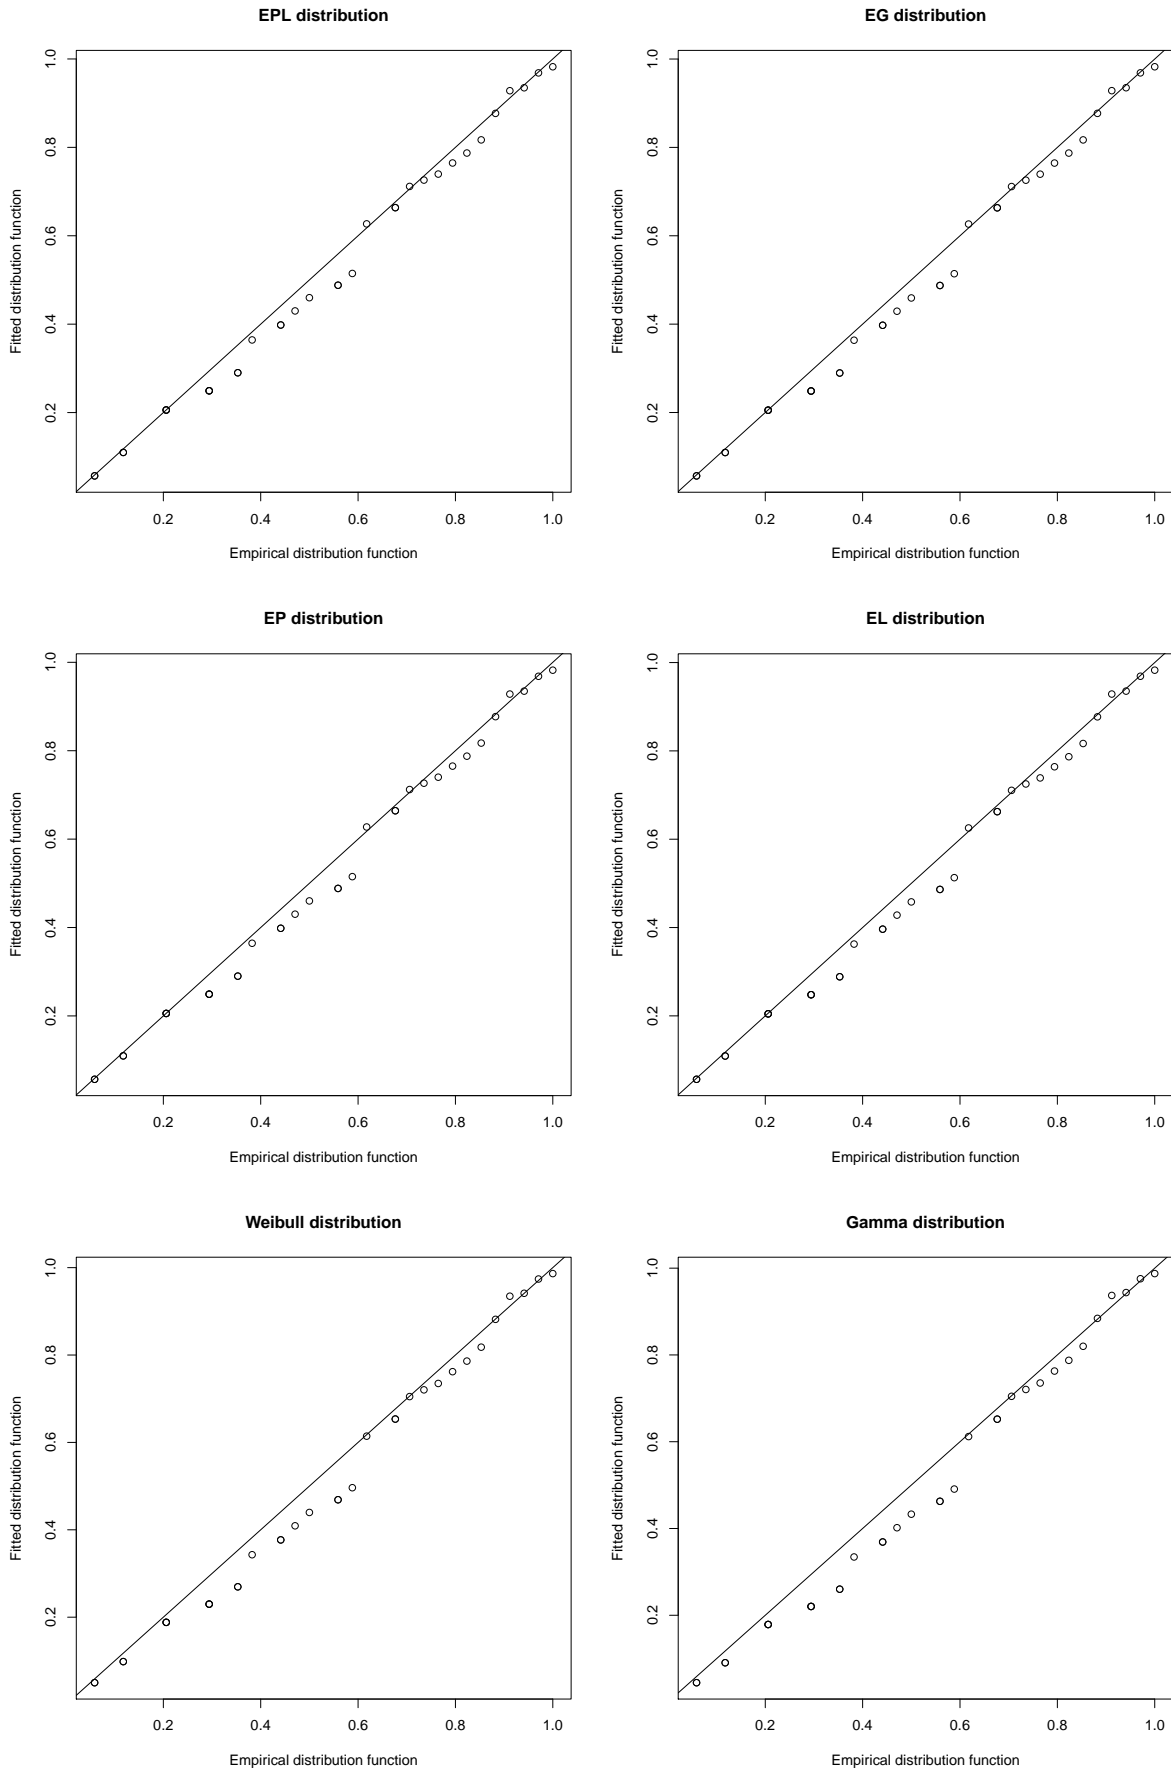 EPL distribution
1.0
0.8
0.6
0.4
0.2
Fitted distribution function
0.2 0.4 0.6 0.8 1.0
Empirical distribution function
EG distribution
1.0
0.8
0.6
0.4
0.2
Fitted distribution function
0.2 0.4 0.6 0.8 1.0
Empirical distribution function
EP distribution
1.0
0.8
0.6
0.4
0.2
Fitted distribution function
0.2 0.4 0.6 0.8 1.0
Empirical distribution function
EL distribution
1.0
0.8
0.6
0.4
0.2
Fitted distribution function
0.2 0.4 0.6 0.8 1.0
Empirical distribution function
Weibull distribution
1.0
0.8
0.6
0.4
0.2
Fitted distribution function
0.2 0.4 0.6 0.8 1.0
Empirical distribution function
Gamma distribution
1.0
0.8
0.6
0.4
0.2
Fitted distribution function
0.2 0.4 0.6 0.8 1.0
Empirical distribution function